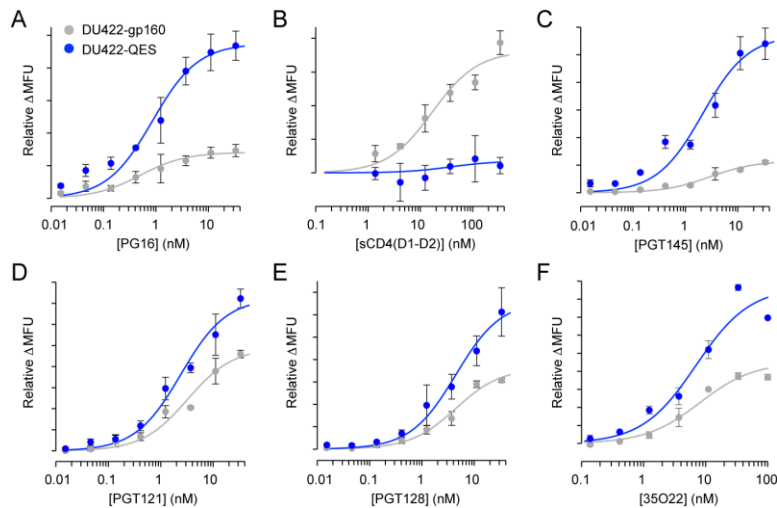 A
DU422-gp160
DU422-QES
Relative ΔMFU
0.01 0.1 1 10
[PG16] (nM)
B
Relative ΔMFU
0.1 1 10 100
[sCD4(D1-D2)] (nM)
C
Relative ΔMFU
0.01 0.1 1 10
[PGT145] (nM)
D
Relative ΔMFU
0.01 0.1 1 10
[PGT121] (nM)
E
Relative ΔMFU
0.01 0.1 1 10
[PGT128] (nM)
F
Relative ΔMFU
0.1 1 10 100
[35O22] (nM)